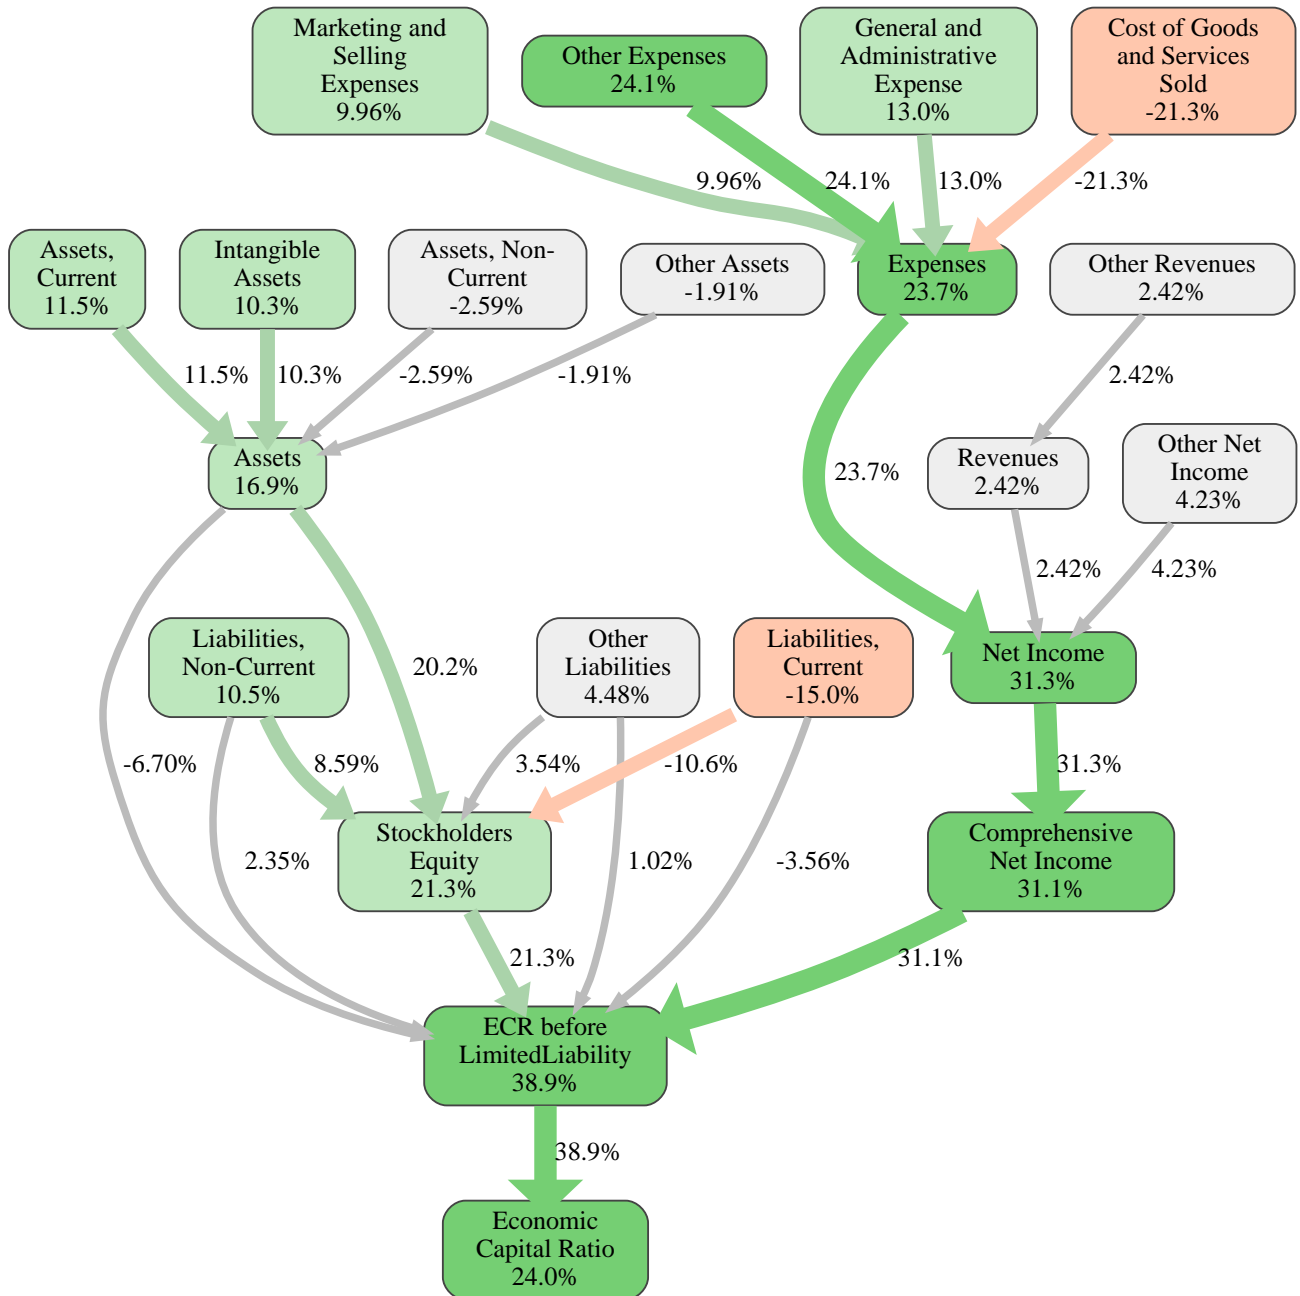 Marketing and
Selling
Expenses
9.96%
Other Expenses
24.1%
General and
Administrative
Expense
13.0%
Cost of Goods
and Services
Sold
-21.3%
9.96%
24.1%
13.0%
-21.3%
Assets,
Current
11.5%
Intangible
Assets
10.3%
Assets, Non-
Current
-2.59%
Other Assets
-1.91%
Expenses
23.7%
Other Revenues
2.42%
11.5%
10.3%
-2.59%
-1.91%
2.42%
Assets
16.9%
23.7%
Revenues
2.42%
Other Net
Income
4.23%
2.42%
4.23%
Liabilities,
Non-Current
10.5%
20.2%
Other
Liabilities
4.48%
Liabilities,
Current
-15.0%
Net Income
31.3%
-6.70%
8.59%
3.54%
-10.6%
31.3%
2.35%
Stockholders
Equity
21.3%
1.02%
-3.56%
Comprehensive
Net Income
31.1%
21.3%
31.1%
ECR before
LimitedLiability
38.9%
38.9%
Economic
Capital Ratio
24.0%